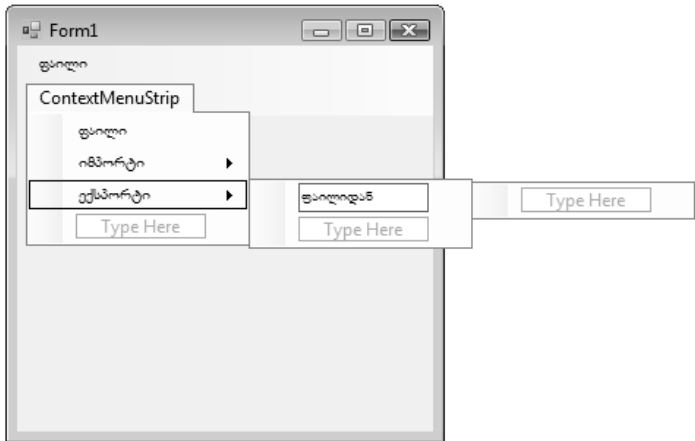 Form1
ფაილი
ContextMenuStrip
ფაილი
იმპორტი
ექსპორტი
ფაილიდან
Type Here
Type Here
Type Here